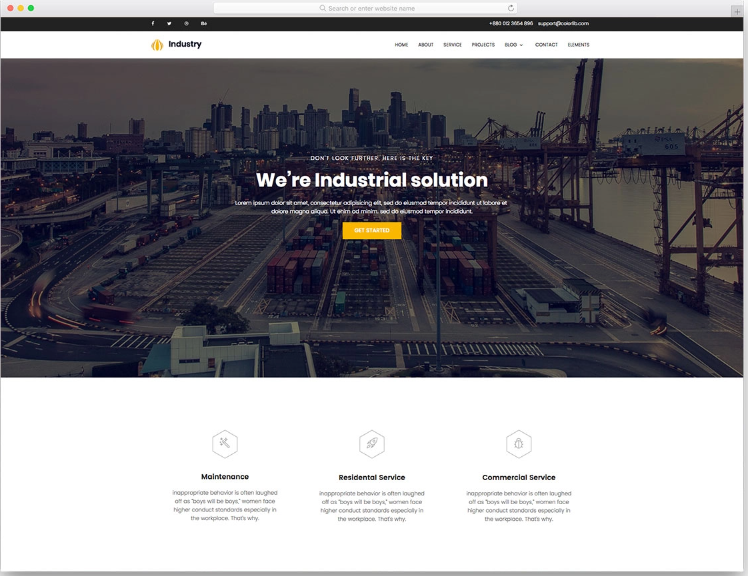 Search or enter website name
+880 012 3654 896 support@colorlib.com
Industry
HOME ABOUT SERVICE PROJECTS BLOG CONTACT ELEMENTS
DON'T LOOK FURTHER, HERE IS THE KEY
We're Industrial solution
Lorem ipsum dolor sit amet, consectetur adipisicing elit, sed do eiusmod tempor incididunt ut labore et
dolore magna aliqua. Ut enim ad minim. sed do eiusmod tempor incididunt.
GET STARTED
Maintenance
Inappropriate behavior is often laughed
off as "boys will be boys," women face
higher conduct standards especially in
the workplace. That's why.
Residental Service
Inappropriate behavior is often laughed
off as "boys will be boys," women face
higher conduct standards especially in
the workplace. That's why.
Commercial Service
Inappropriate behavior is often laughed
off as "boys will be boys," women face
higher conduct standards especially in
the workplace. That's why.